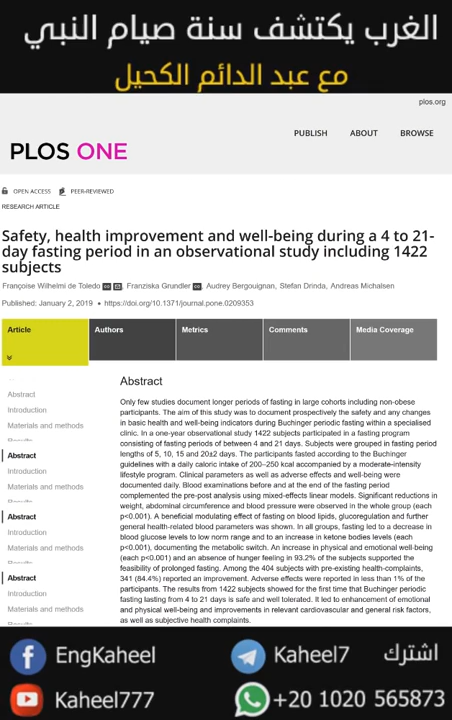 الغرب يكتشف سنة صيام النبي
مع عبد الدائم الكحيل
plos.org
PLOS ONE
PUBLISH ABOUT BROWSE
OPEN ACCESS PEER-REVIEWED
RESEARCH ARTICLE
Safety, health improvement and well-being during a 4 to 21-
day fasting period in an observational study including 1422
subjects
Françoise Wilhelmi de Toledo, Franziska Grundler, Audrey Bergouignan, Stefan Drinda, Andreas Michalsen
Published: January 2, 2019 • https://doi.org/10.1371/journal.pone.0209353
Article Authors Metrics Comments Media Coverage
Abstract
Introduction
Materials and methods
Results
Abstract
Introduction
Materials and methods
Results
Abstract
Introduction
Materials and methods
Results
Abstract
Introduction
Materials and methods
Results
Abstract
Only few studies document longer periods of fasting in large cohorts including non-obese
participants. The aim of this study was to document prospectively the safety and any changes
in basic health and well-being indicators during Buchinger periodic fasting within a specialised
clinic. In a one-year observational study 1422 subjects participated in a fasting program
consisting of fasting periods of between 4 and 21 days. Subjects were grouped in fasting period
lengths of 5, 10, 15 and 20±2 days. The participants fasted according to the Buchinger
guidelines with a daily caloric intake of 200–250 kcal accompanied by a moderate-intensity
lifestyle program. Clinical parameters as well as adverse effects and well-being were
documented daily. Blood examinations before and at the end of the fasting period
complemented the pre-post analysis using mixed-effects linear models. Significant reductions in
weight, abdominal circumference and blood pressure were observed in the whole group (each
p<0.001). A beneficial modulating effect of fasting on blood lipids, glucoregulation and further
general health-related blood parameters was shown. In all groups, fasting led to a decrease in
blood glucose levels to low norm range and to an increase in ketone bodies levels (each
p<0.001), documenting the metabolic switch. An increase in physical and emotional well-being
(each p<0.001) and an absence of hunger feeling in 93.2% of the subjects supported the
feasibility of prolonged fasting. Among the 404 subjects with pre-existing health-complaints,
341 (84.4%) reported an improvement. Adverse effects were reported in less than 1% of the
participants. The results from 1422 subjects showed for the first time that Buchinger periodic
fasting lasting from 4 to 21 days is safe and well tolerated. It led to enhancement of emotional
and physical well-being and improvements in relevant cardiovascular and general risk factors,
as well as subjective health complaints.
EngKaheel Kaheel7 اشترك
Kaheel777 +20 1020 565873